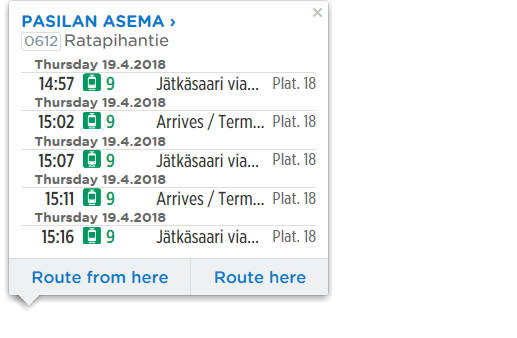 PASILAN ASEMA ›
0612 Ratapihantie
Thursday 19.4.2018
14:57 9 Jätkäsaari via... Plat. 18
Thursday 19.4.2018
15:02 9 Arrives / Term... Plat. 18
Thursday 19.4.2018
15:07 9 Jätkäsaari via... Plat. 18
Thursday 19.4.2018
15:11 9 Arrives / Term... Plat. 18
Thursday 19.4.2018
15:16 9 Jätkäsaari via... Plat. 18
Route from here Route here